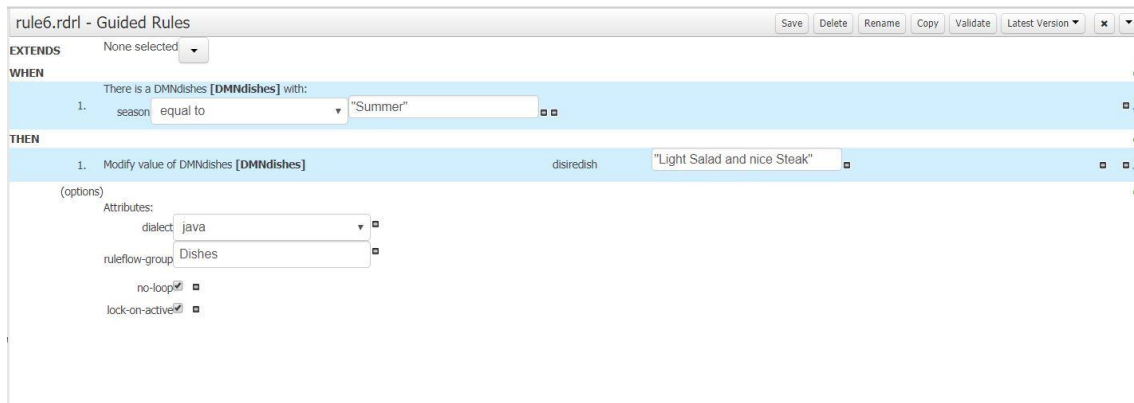 rule6.rdrl - Guided Rules Save Delete Rename Copy Validate Latest Version
EXTENDS None selected
WHEN
There is a DMNdishes [DMNdishes] with:
1. season equal to "Summer"
THEN
1. Modify value of DMNdishes [DMNdishes] disiredish "Light Salad and nice Steak"
(options)
Attributes:
dialect java
ruleflow-group Dishes
no-loop
lock-on-active